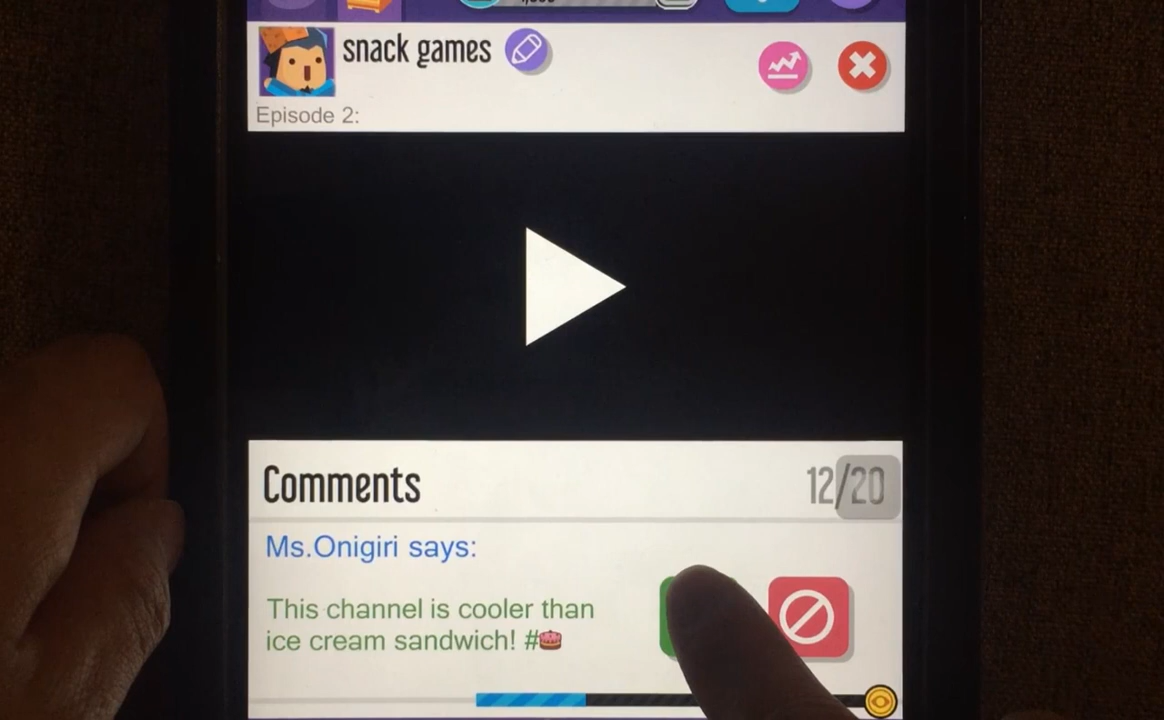 snack games
Episode 2:
Comments
12/20
Ms.Onigiri says:
This channel is cooler than
ice cream sandwich! #🎂